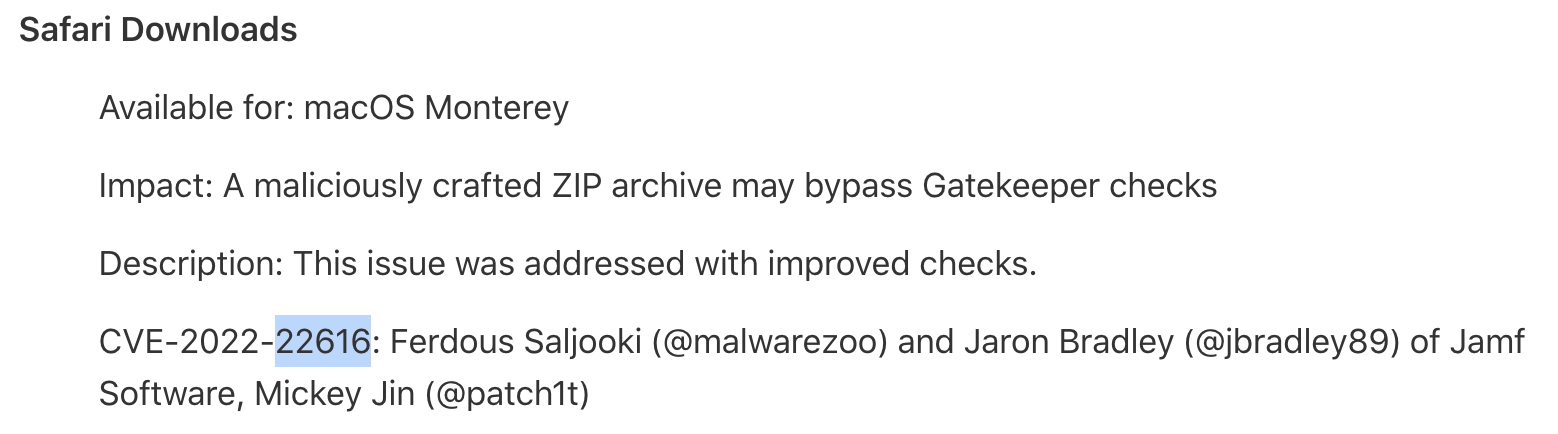 Safari Downloads
Available for: macOS Monterey
Impact: A maliciously crafted ZIP archive may bypass Gatekeeper checks
Description: This issue was addressed with improved checks.
CVE-2022-22616: Ferdous Saljooki (@malwarezoo) and Jaron Bradley (@jbradley89) of Jamf
Software, Mickey Jin (@patch1t)